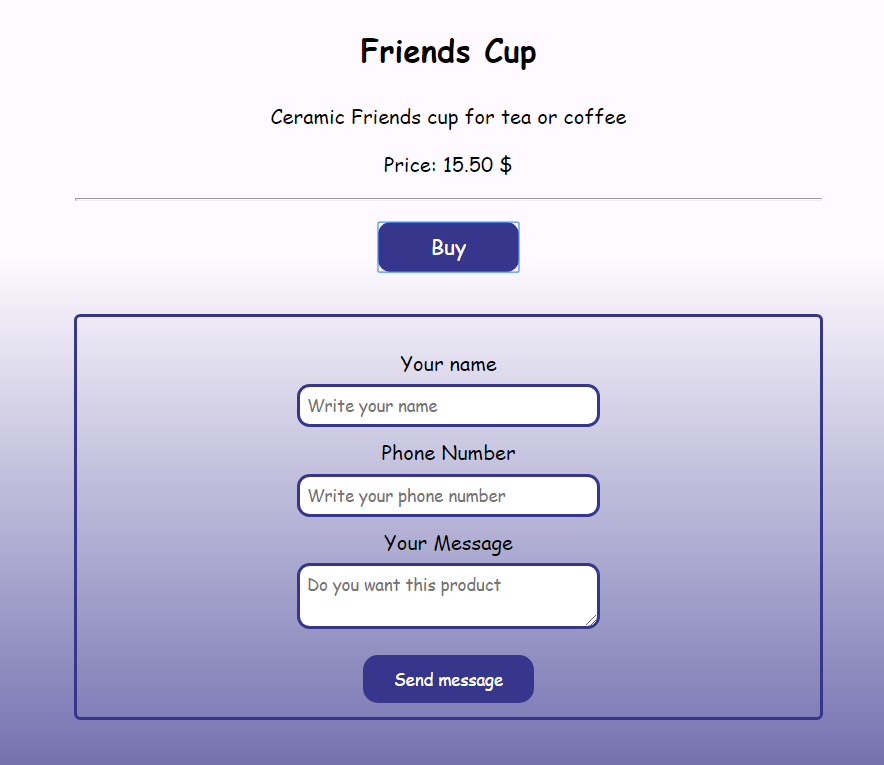 Friends Cup
Ceramic Friends cup for tea or coffee
Price: 15.50 $
Buy
Your name
Write your name
Phone Number
Write your phone number
Your Message
Do you want this product
Send message